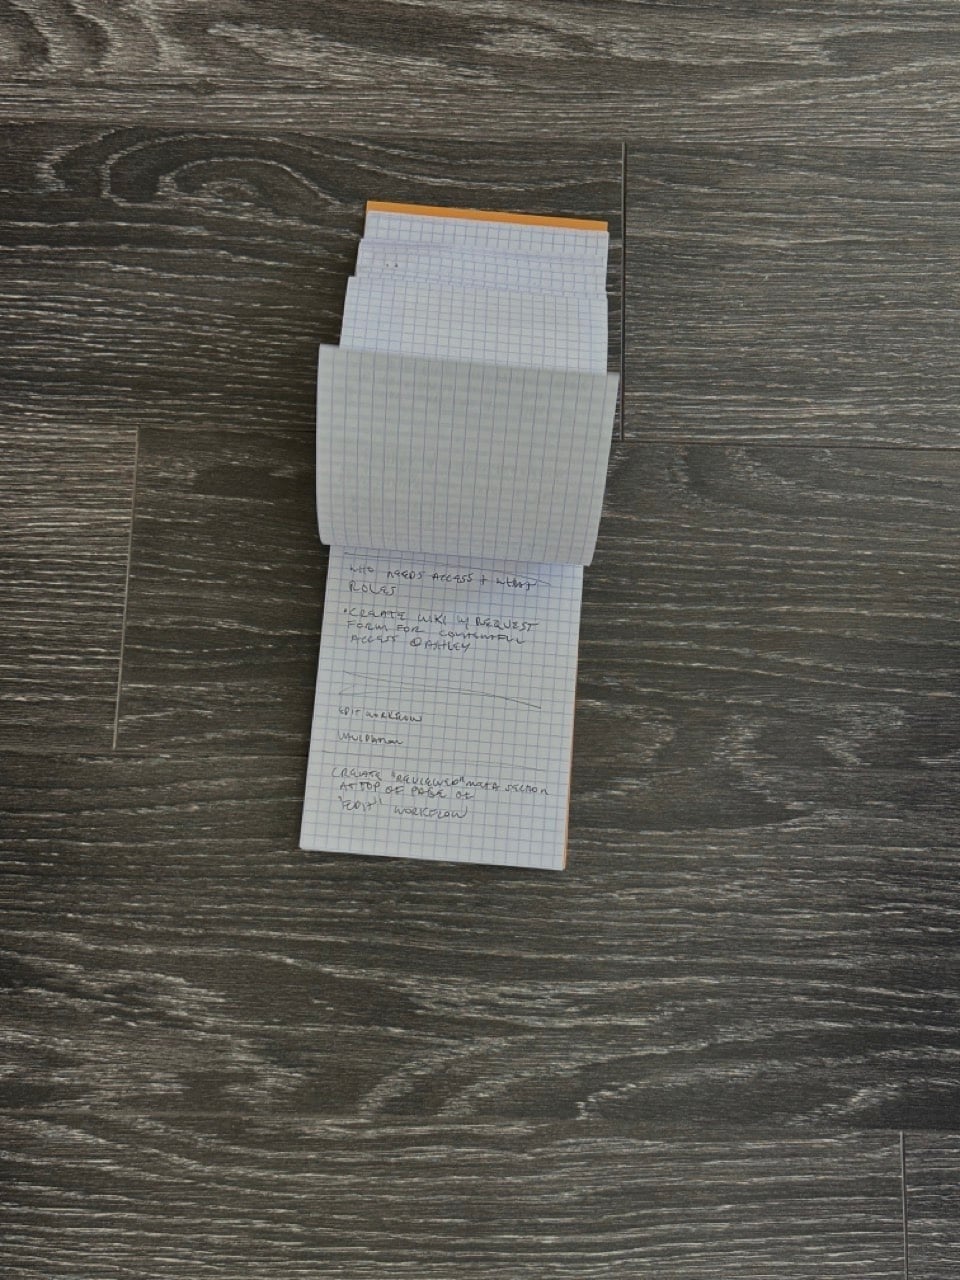 WHO NEEDS ACCESS + WHAT
ROLES
• CREATE WIKI W/ REQUEST
FORM FOR CONTENTFUL
ACCESS @ASHLEY
EDIT WORKFLOW
VALIDATION
CREATE "REVIEWED" META SECTION
AT TOP OF PAGE OF
"EDIT" WORKFLOW